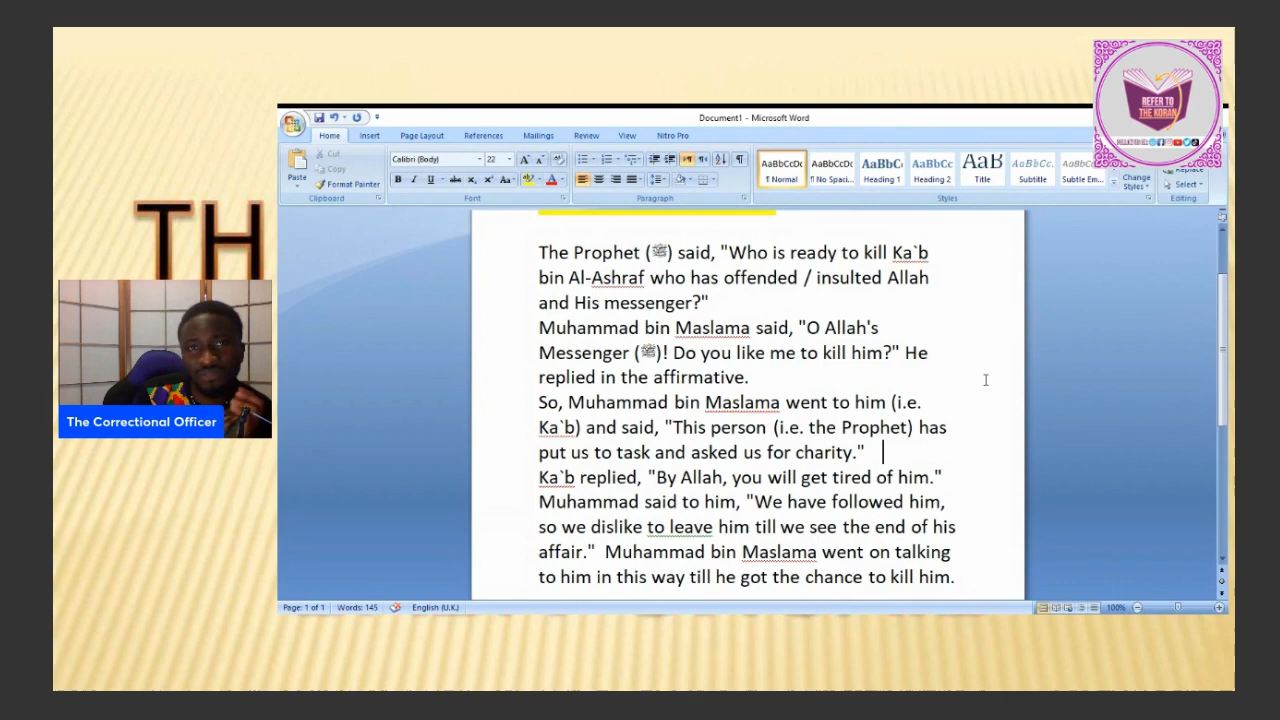 TH
REFER TO
THE KORAN
Document1 - Microsoft Word
Home Insert Page Layout References Mailings Review View Nitro Pro
Cut
Copy
Format Painter
Paste
Calibri (Body) 22
AaBbCcDc AaBbCcDc AaBbC AaBbCc AaB AaBbCc. AaBbCc
¶ Normal ¶ No Spaci... Heading 1 Heading 2 Title Subtitle Subtle Em...
Change
Styles
Replace
Select
Clipboard Font Paragraph Styles Editing
The Prophet (ﷺ) said, "Who is ready to kill Ka`b
bin Al-Ashraf who has offended / insulted Allah
and His messenger?"
Muhammad bin Maslama said, "O Allah's
Messenger (ﷺ)! Do you like me to kill him?" He
replied in the affirmative.
So, Muhammad bin Maslama went to him (i.e.
Ka`b) and said, "This person (i.e. the Prophet) has
put us to task and asked us for charity."
Ka`b replied, "By Allah, you will get tired of him."
Muhammad said to him, "We have followed him,
so we dislike to leave him till we see the end of his
affair."  Muhammad bin Maslama went on talking
to him in this way till he got the chance to kill him.
The Correctional Officer
Page: 1 of 1 Words: 145 English (U.K.) 100%